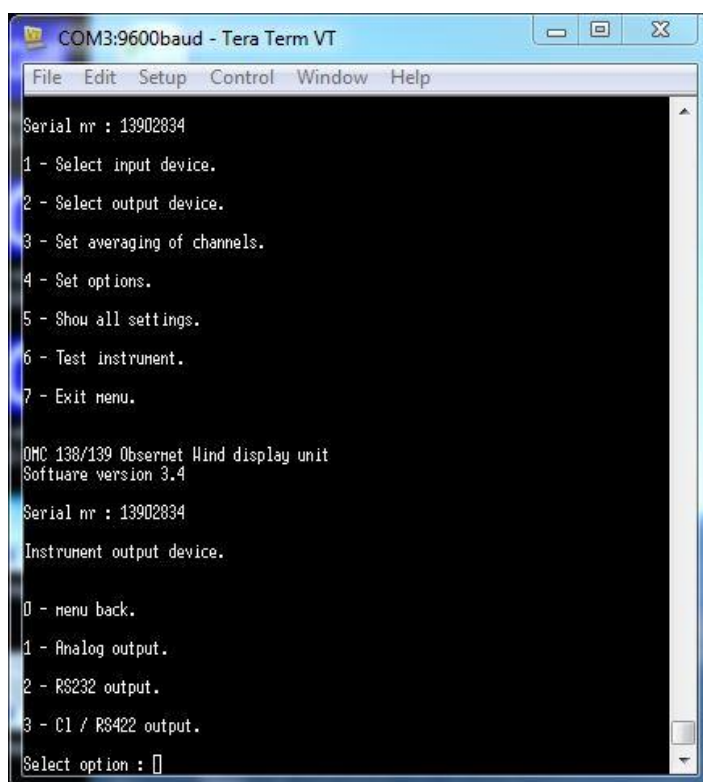 COM3:9600baud - Tera Term VT
File Edit Setup Control Window Help
Serial nr : 13902834
1 - Select input device.
2 - Select output device.
3 - Set averaging of channels.
4 - Set options.
5 - Show all settings.
6 - Test instrument.
7 - Exit menu.
OMC 138/139 Obsermet Wind display unit
Software version 3.4
Serial nr : 13902834
Instrument output device.
0 - menu back.
1 - Analog output.
2 - RS232 output.
3 - Cl / RS422 output.
Select option :